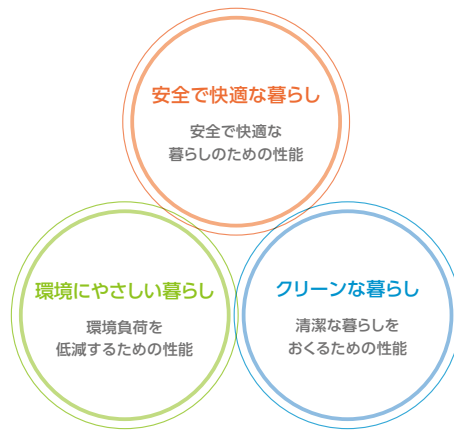 安全で快適な暮らし
安全で快適な
暮らしのための性能
環境にやさしい暮らし
環境負荷を
低減するための性能
クリーンな暮らし
清潔な暮らしを
おくるための性能